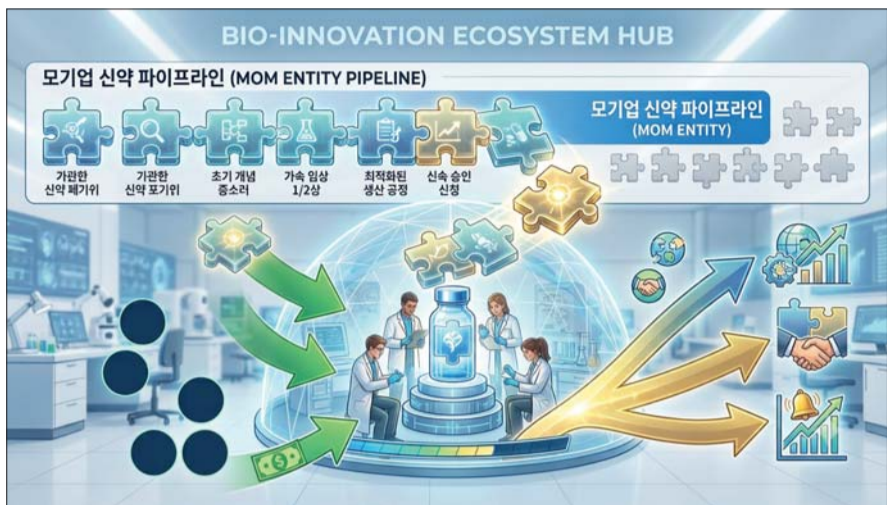 BIO-INNOVATION ECOSYSTEM HUB
모기업 신약 파이프라인 (MOM ENTITY PIPELINE)
가관한
신약 폐기위
기관한
신약 포기위
초기 개념
증소러
가속 임상
1/2상
최적화된
생산 공정
신속 승인
신청
모기업 신약 파이프라인
(MOM ENTITY)
$